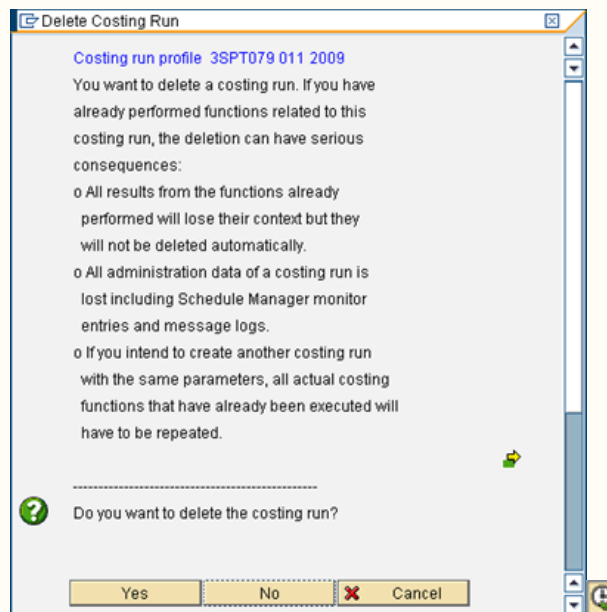 Delete Costing Run
Costing run profile 3SPT079 011 2009
You want to delete a costing run. If you have
already performed functions related to this
costing run, the deletion can have serious
consequences:
o All results from the functions already
performed will lose their context but they
will not be deleted automatically.
o All administration data of a costing run is
lost including Schedule Manager monitor
entries and message logs.
o If you intend to create another costing run
with the same parameters, all actual costing
functions that have already been executed will
have to be repeated.
------------------------------------------------
Do you want to delete the costing run?
Yes No Cancel